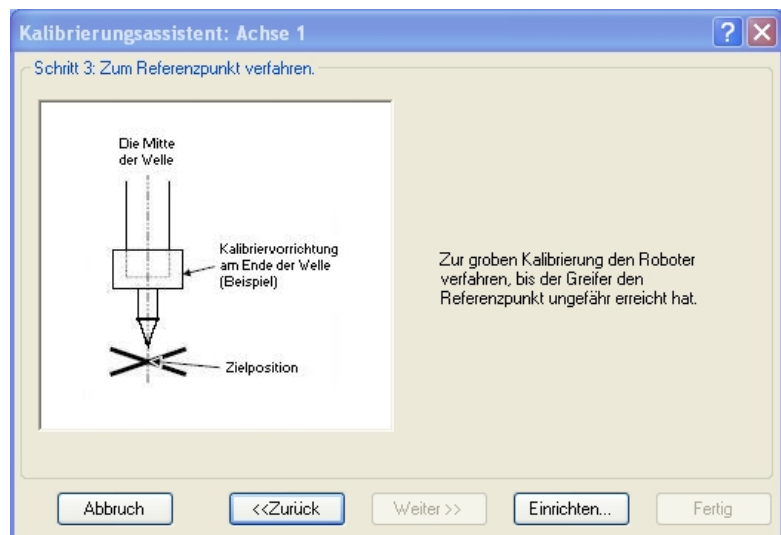 Kalibrierungsassistent: Achse 1
Schritt 3: Zum Referenzpunkt verfahren.
Die Mitte
der Welle
Kalibriervorrichtung
am Ende der Welle
(Beispiel)
Zielposition
Zur groben Kalibrierung den Roboter
verfahren, bis der Greifer den
Referenzpunkt ungefähr erreicht hat.
Abbruch
<<Zurück
Weiter >>
Einrichten...
Fertig